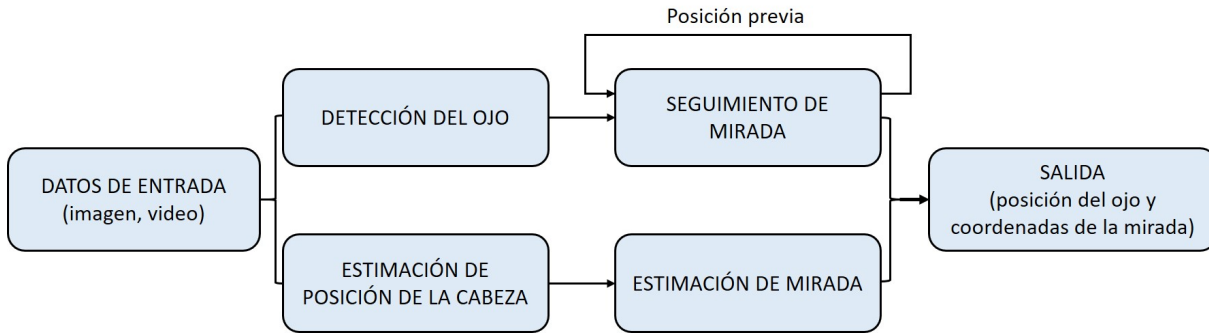 Posición previa
DETECCIÓN DEL OJO
SEGUIMIENTO DE
MIRADA
DATOS DE ENTRADA
(imagen, video)
SALIDA
(posición del ojo y
coordenadas de la mirada)
ESTIMACIÓN DE
POSICIÓN DE LA CABEZA
ESTIMACIÓN DE MIRADA